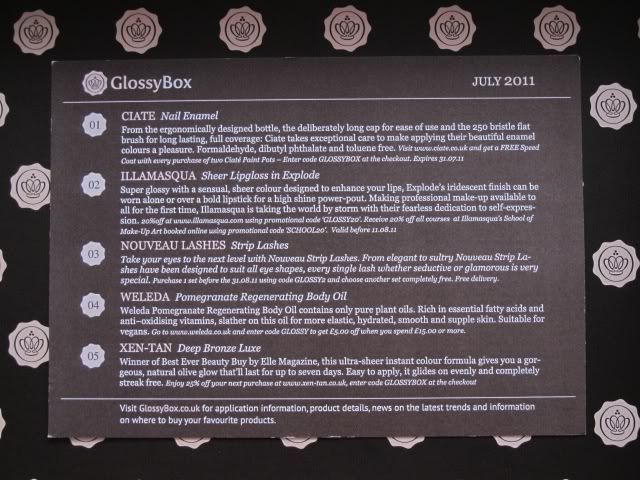 GlossyBox
JULY 2011
01
CIATE Nail Enamel
From the ergonomically designed bottle, the deliberately long cap for ease of use and the 250 bristle flat
brush for long lasting, full coverage: Ciate takes exceptional care to make applying their beautiful enamel
colours a pleasure. Formaldehyde, dibutyl phthalate and toluene free. Visit www.ciate.co.uk and get a FREE Speed
Coat with every purchase of two Ciaté Paint Pots – Enter code GLOSSYBOX at the checkout. Expires 31.07.11
02
ILLAMASQUA Sheer Lipgloss in Explode
Super glossy with a sensual, sheer colour designed to enhance your lips, Explode's iridescent finish can be
worn alone or over a bold lipstick for a high shine power-pout. Making professional make-up available to
all for the first time, Illamasqua is taking the world by storm with their fearless dedication to self-expres-
sion. 20%off at www.illamasqua.com using promotional code 'GLOSSY20'. Receive 20% off all courses at Illamasqua's School of
Make-Up Art booked online using promotional code 'SCHOOL20'. Valid before 11.08.11
03
NOUVEAU LASHES Strip Lashes
Take your eyes to the next level with Nouveau Strip Lashes. From elegant to sultry Nouveau Strip La-
shes have been designed to suit all eye shapes, every single lash whether seductive or glamorous is very
special. Purchase 1 set before the 31.08.11 using code GLOSSY2 and choose another set completely free. Free delivery.
04
WELEDA Pomegranate Regenerating Body Oil
Weleda Pomegranate Regenerating Body Oil contains only pure plant oils. Rich in essential fatty acids and
anti–oxidising vitamins, slather on this oil for more elastic, hydrated, smooth and supple skin. Suitable for
vegans. Go to www.weleda.co.uk and enter code GLOSSY to get £5.00 off when you spend £15.00 or more.
05
XEN-TAN Deep Bronze Luxe
Winner of Best Ever Beauty Buy by Elle Magazine, this ultra-sheer instant colour formula gives you a gor-
geous, natural olive glow that'll last for up to seven days. Easy to apply, it glides on evenly and completely
streak free. Enjoy 25% off your next purchase at www.xen-tan.co.uk, enter code GLOSSYBOX at the checkout
Visit GlossyBox.co.uk for application information, product details, news on the latest trends and information
on where to buy your favourite products.